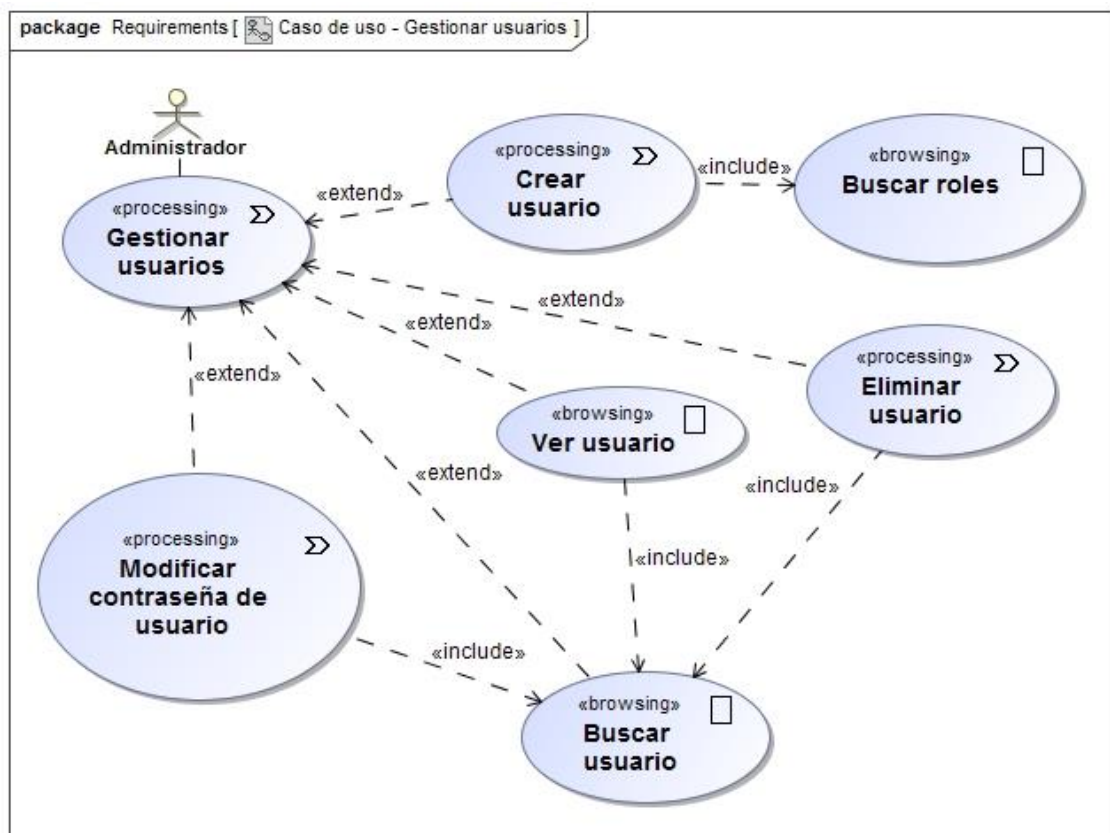 package Requirements [ Caso de uso - Gestionar usuarios ]
Administrador
«processing»
Gestionar
usuarios
«extend»
«processing»
Crear
usuario
«include»
«browsing»
Buscar roles
«extend»
«extend»
«extend»
«processing»
Eliminar
usuario
«browsing»
Ver usuario
«extend»
«include»
«include»
«processing»
Modificar
contraseña de
usuario
«include»
«browsing»
Buscar
usuario